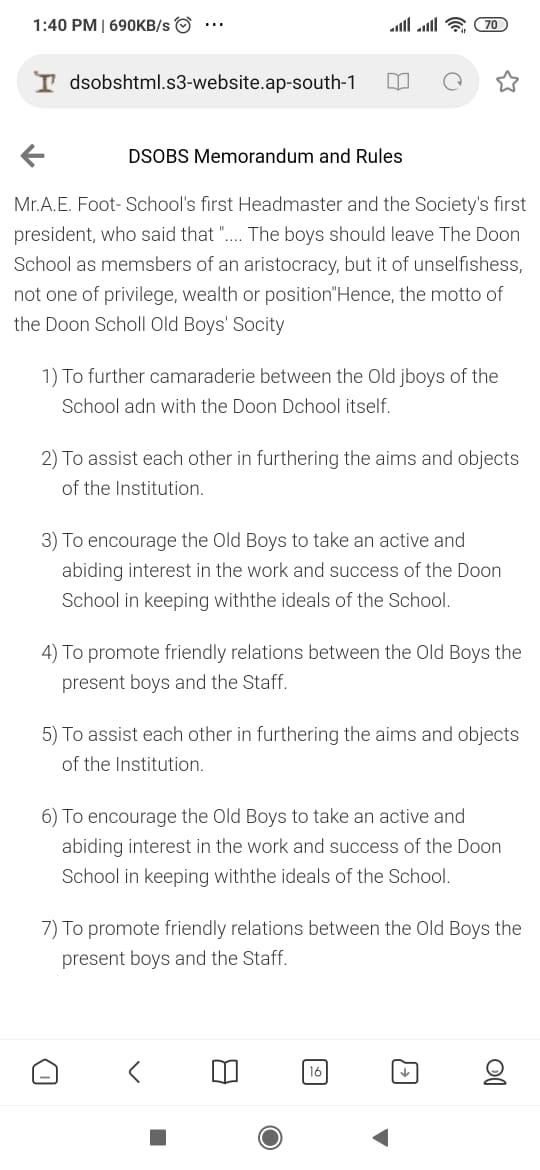 1:40 PM | 690KB/s ...
70
dsobshtml.s3-website.ap-south-1
DSOBS Memorandum and Rules
Mr.A.E. Foot- School's first Headmaster and the Society's first
president, who said that ".... The boys should leave The Doon
School as memsbers of an aristocracy, but it of unselfishess,
not one of privilege, wealth or position"Hence, the motto of
the Doon Scholl Old Boys' Socity
1) To further camaraderie between the Old jboys of the
School adn with the Doon Dchool itself.
2) To assist each other in furthering the aims and objects
of the Institution.
3) To encourage the Old Boys to take an active and
abiding interest in the work and success of the Doon
School in keeping withthe ideals of the School.
4) To promote friendly relations between the Old Boys the
present boys and the Staff.
5) To assist each other in furthering the aims and objects
of the Institution.
6) To encourage the Old Boys to take an active and
abiding interest in the work and success of the Doon
School in keeping withthe ideals of the School.
7) To promote friendly relations between the Old Boys the
present boys and the Staff.
16